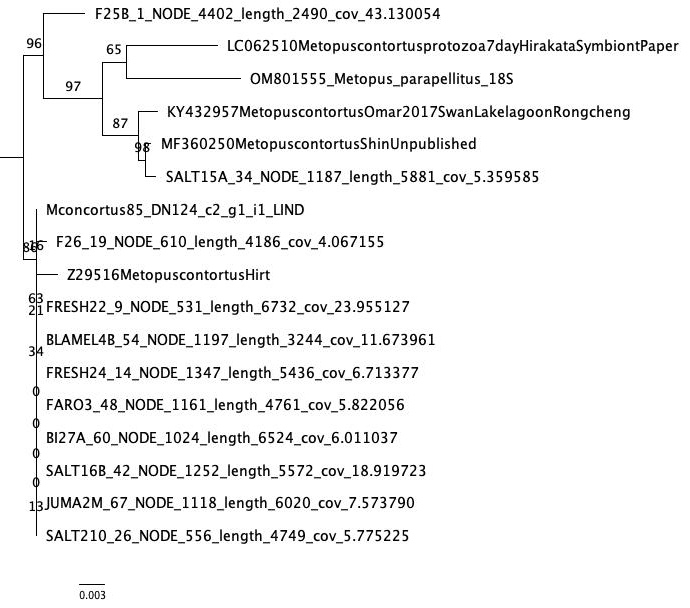 F25B_1_NODE_4402_length_2490_cov_43.130054
96
65
LC062510Metopuscontortusprotozoa7dayHirakataSymbiontPaper
OM801555_Metopus_parapellitus_18S
97
KY432957MetopuscontortusOmar2017SwanLakelagoonRongcheng
87
98
MF360250MetopuscontortusShinUnpublished
SALT15A_34_NODE_1187_length_5881_cov_5.359585
Mconcortus85_DN124_c2_g1_i1_LIND
16
F26_19_NODE_610_length_4186_cov_4.067155
Z29516MetopuscontortusHirt
63
21
FRESH22_9_NODE_531_length_6732_cov_23.955127
BLAMEL4B_54_NODE_1197_length_3244_cov_11.673961
34
FRESH24_14_NODE_1347_length_5436_cov_6.713377
0
FARO3_48_NODE_1161_length_4761_cov_5.822056
0
BI27A_60_NODE_1024_length_6524_cov_6.011037
0
SALT16B_42_NODE_1252_length_5572_cov_18.919723
0
13
JUMA2M_67_NODE_1118_length_6020_cov_7.573790
SALT210_26_NODE_556_length_4749_cov_5.775225
0.003